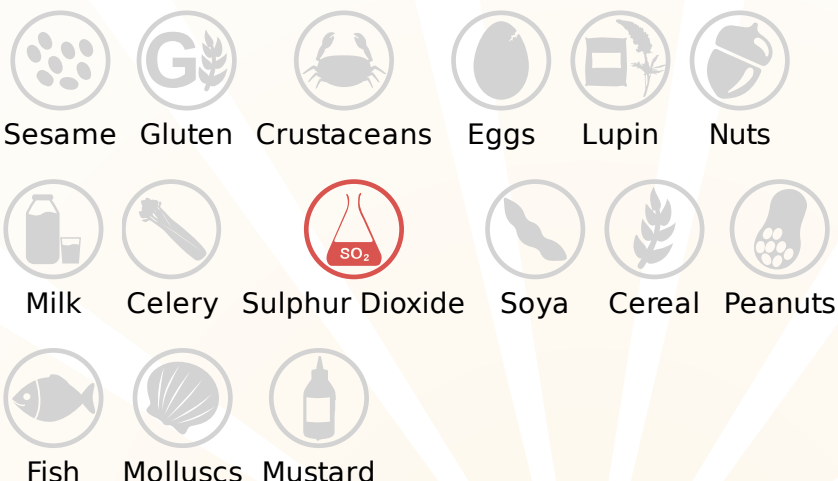 G
Sesame Gluten Crustaceans Eggs Lupin Nuts
SO₂
Milk Celery Sulphur Dioxide Soya Cereal Peanuts
Fish Molluscs Mustard